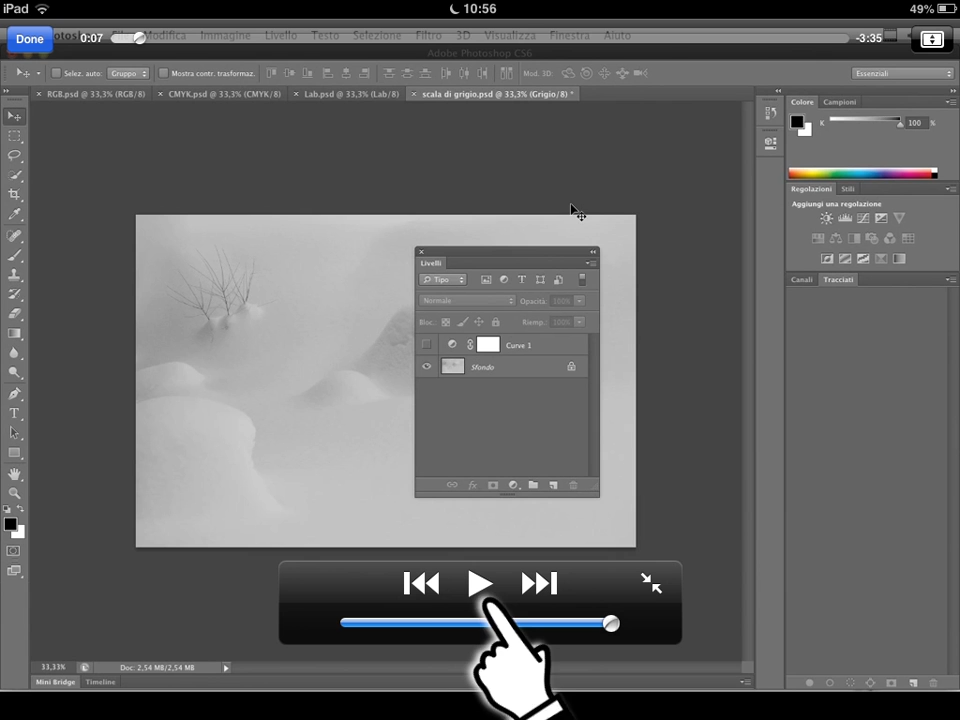 iPad 10:56 49%
Done 0:07 -3:35
Modifica Immagine Livello Testo Selezione Filtro 3D Visualizza Finestra Aiuto
Adobe Photoshop CS6
Selez. auto: Gruppo Mostra contr. trasformaz. Mod. 3D: Essenziali
RGB.psd @ 33,3% (RGB/8) CMYK.psd @ 33,3% (CMYK/8) Lab.psd @ 33,3% (Lab/8) scala di grigio.psd @ 33,3% (Grigio/8) *
Colore Campioni
K 100 %
Regolazioni Stili
Aggiungi una regolazione
Canali Tracciati
Livelli
Tipo
Normale Opacità: 100%
Bloc.: Riemp.: 100%
Curve 1
Sfondo
fx
33,33% Doc: 2,54 MB/2,54 MB
Mini Bridge Timeline